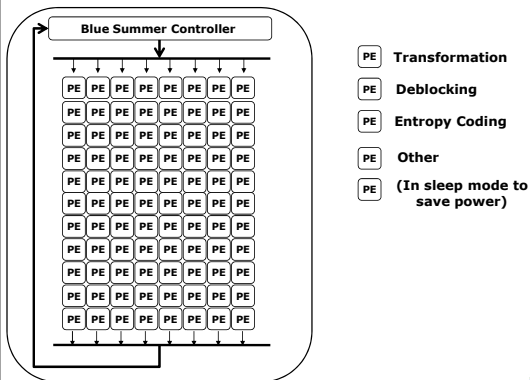 Blue Summer Controller
PE PE PE PE PE PE PE PE
PE PE PE PE PE PE PE PE
PE PE PE PE PE PE PE PE
PE PE PE PE PE PE PE PE
PE PE PE PE PE PE PE PE
PE PE PE PE PE PE PE PE
PE PE PE PE PE PE PE PE
PE PE PE PE PE PE PE PE
PE PE PE PE PE PE PE PE
PE PE PE PE PE PE PE PE
PE PE PE PE PE PE PE PE
PE Transformation
PE Deblocking
PE Entropy Coding
PE Other
PE (In sleep mode to
save power)